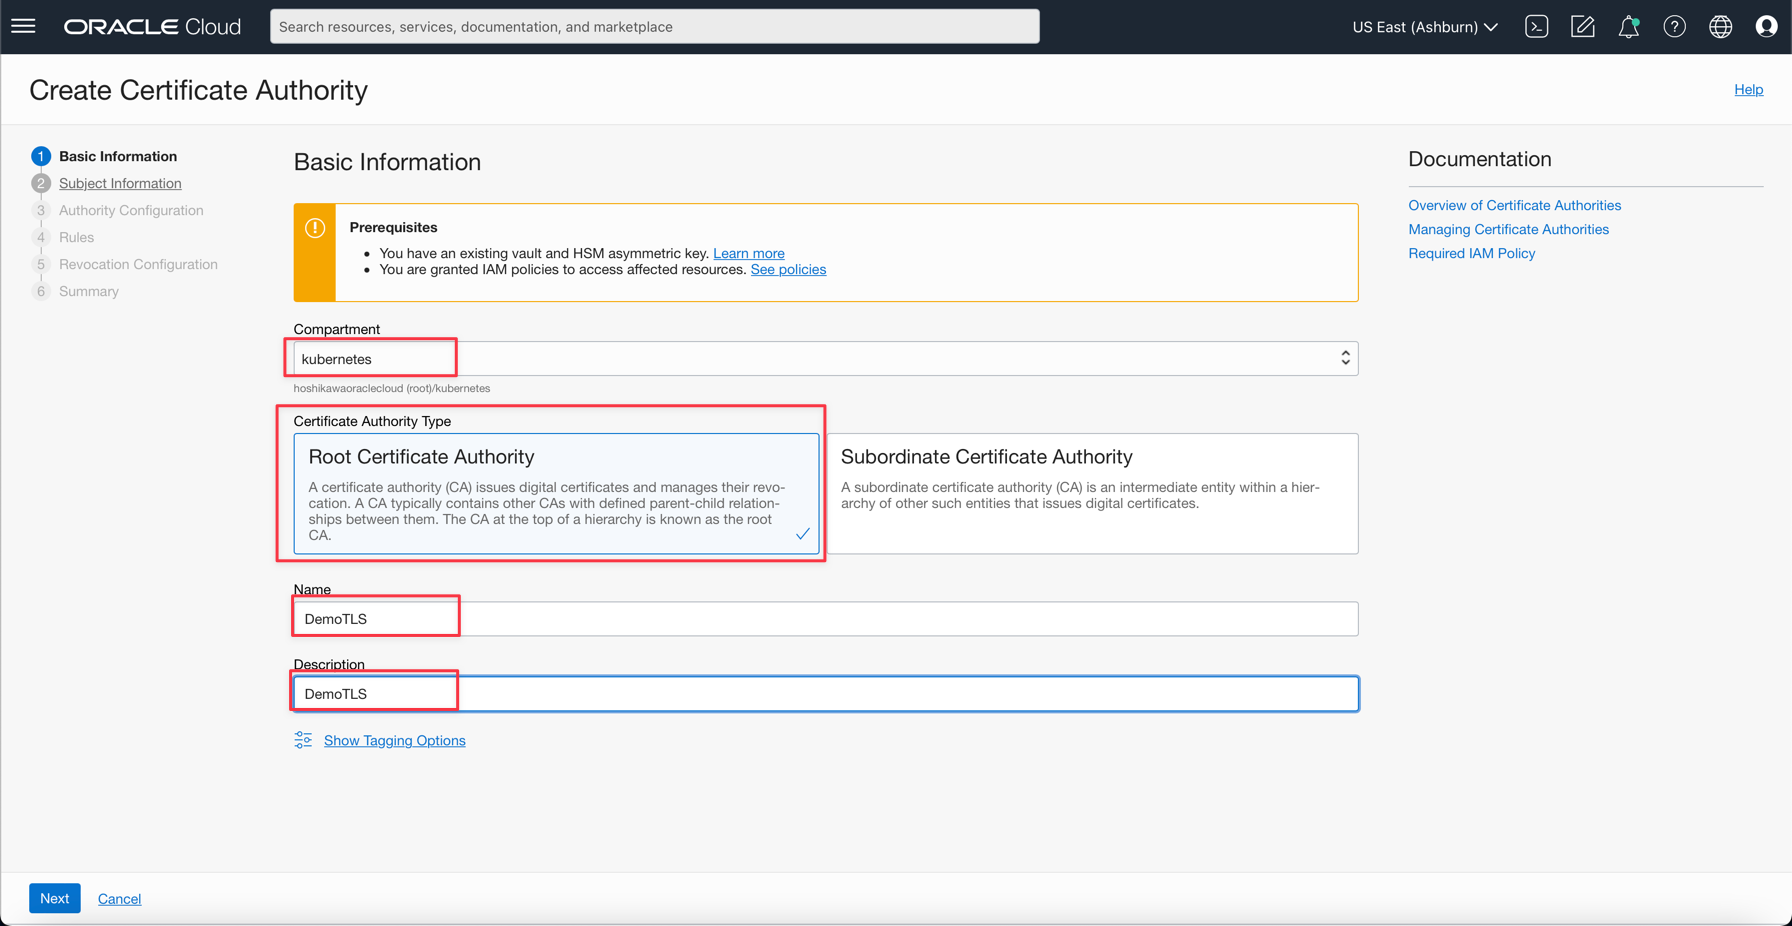 ORACLE Cloud
Search resources, services, documentation, and marketplace
US East (Ashburn)
Create Certificate Authority
Help
1 Basic Information
2 Subject Information
3 Authority Configuration
4 Rules
5 Revocation Configuration
6 Summary
Basic Information
Prerequisites
• You have an existing vault and HSM asymmetric key. Learn more
• You are granted IAM policies to access affected resources. See policies
Compartment
kubernetes
hoshikawaoraclecloud (root)/kubernetes
Certificate Authority Type
Root Certificate Authority
A certificate authority (CA) issues digital certificates and manages their revo-
cation. A CA typically contains other CAs with defined parent-child relation-
ships between them. The CA at the top of a hierarchy is known as the root
CA.
Subordinate Certificate Authority
A subordinate certificate authority (CA) is an intermediate entity within a hier-
archy of other such entities that issues digital certificates.
Name
DemoTLS
Description
DemoTLS
Show Tagging Options
Documentation
Overview of Certificate Authorities
Managing Certificate Authorities
Required IAM Policy
Next
Cancel